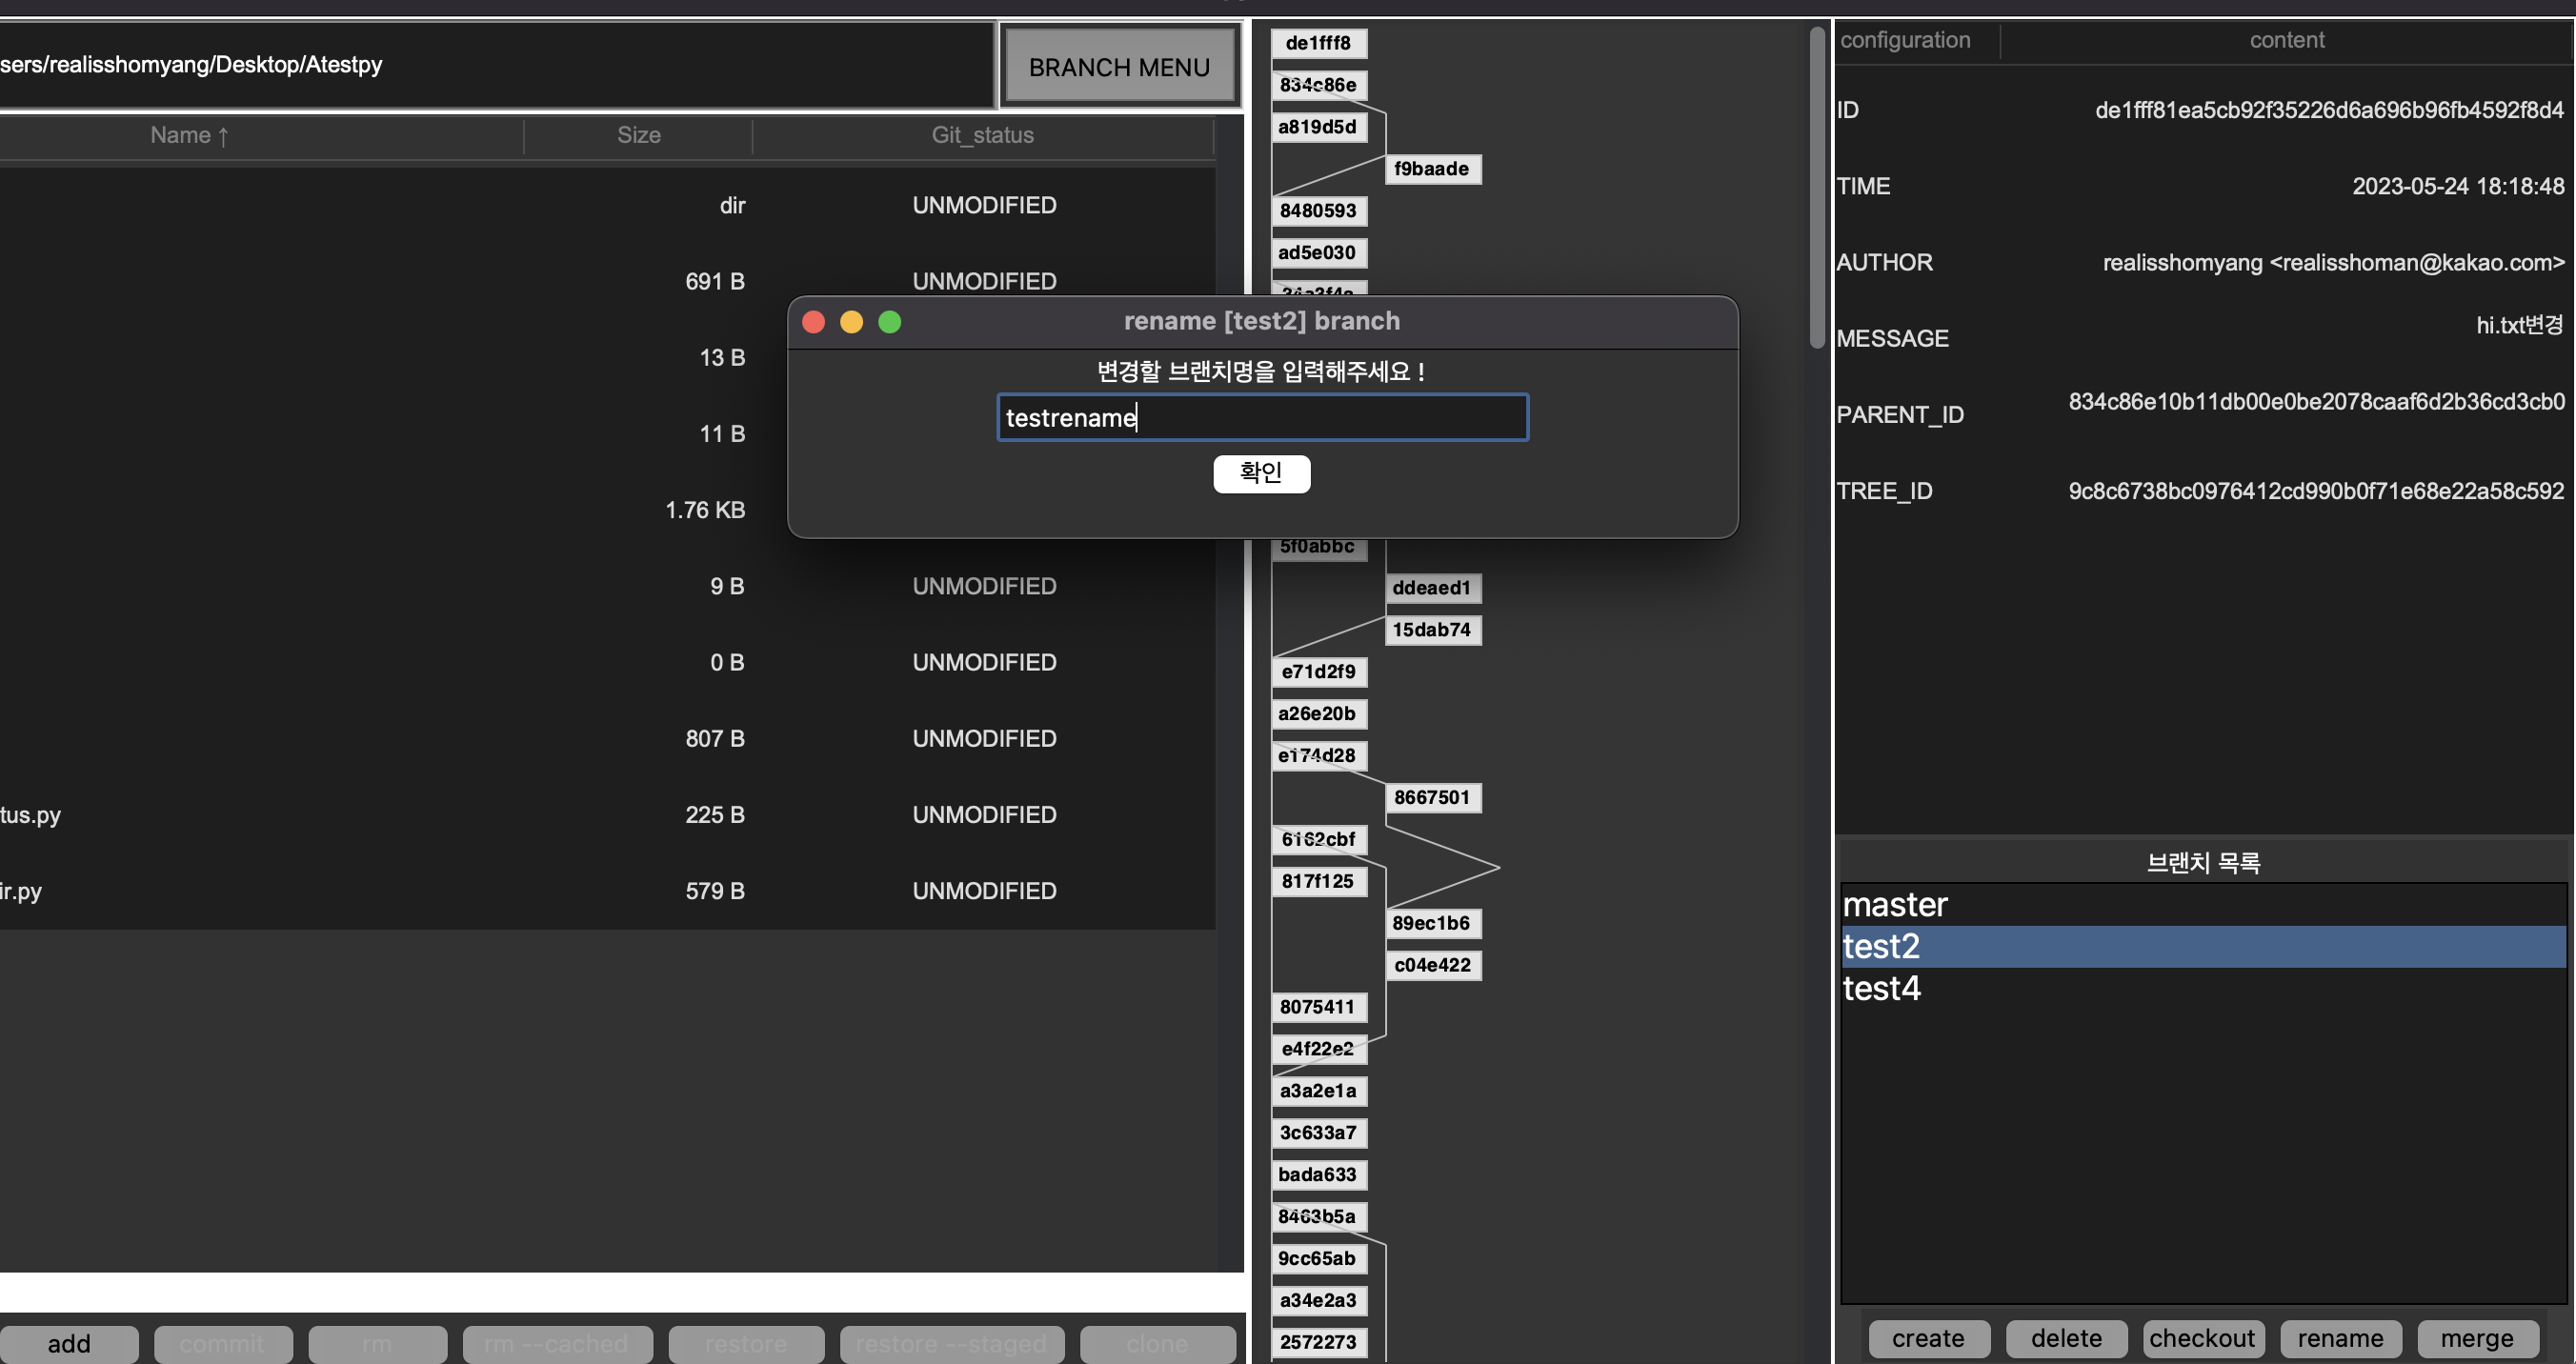 sers/realisshomyang/Desktop/Atestpy
BRANCH MENU
Name ↑ Size Git_status
dir UNMODIFIED
691 B UNMODIFIED
13 B
11 B
1.76 KB
9 B UNMODIFIED
0 B UNMODIFIED
807 B UNMODIFIED
tus.py 225 B UNMODIFIED
ir.py 579 B UNMODIFIED
add commit rm rm --cached restore restore --staged clone
rename [test2] branch
변경할 브랜치명을 입력해주세요 !
testrename
확인
de1fff8
834c86e
a819d5d
f9baade
8480593
ad5e030
5f0abbc
ddeaed1
15dab74
e71d2f9
a26e20b
e174d28
8667501
6162cbf
817f125
89ec1b6
c04e422
8075411
e4f22e2
a3a2e1a
3c633a7
bada633
8463b5a
9cc65ab
a34e2a3
2572273
configuration content
ID de1fff81ea5cb92f35226d6a696b96fb4592f8d4
TIME 2023-05-24 18:18:48
AUTHOR realisshomyang <realisshoman@kakao.com>
MESSAGE hi.txt변경
PARENT_ID 834c86e10b11db00e0be2078caaf6d2b36cd3cb0
TREE_ID 9c8c6738bc0976412cd990b0f71e68e22a58c592
브랜치 목록
master
test2
test4
create delete checkout rename merge